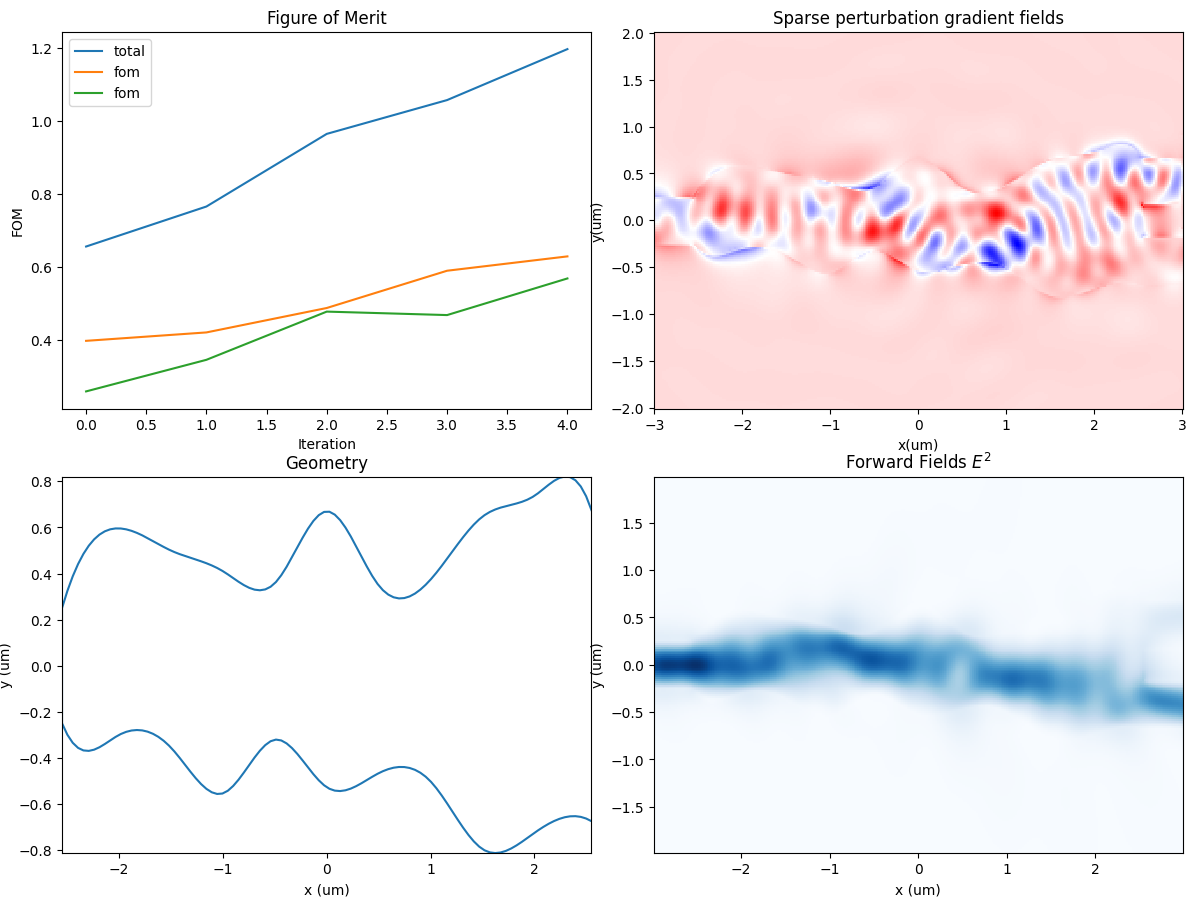 Figure of Merit
1.2
1.0
0.8
0.6
0.4
FOM
total
fom
fom
0.0 0.5 1.0 1.5 2.0 2.5 3.0 3.5 4.0
Iteration
Sparse perturbation gradient fields
2.0
1.5
1.0
0.5
0.0
−0.5
−1.0
−1.5
−2.0
y(um)
−3 −2 −1 0 1 2 3
x(um)
Geometry
0.8
0.6
0.4
0.2
0.0
−0.2
−0.4
−0.6
−0.8
y (um)
−2 −1 0 1 2
x (um)
Forward Fields E²
1.5
1.0
0.5
0.0
−0.5
−1.0
−1.5
y (um)
−2 −1 0 1 2
x (um)